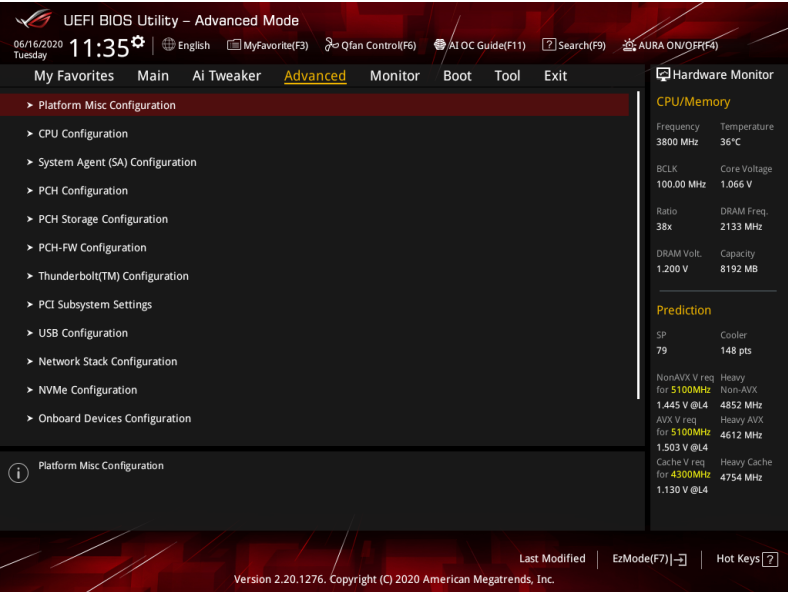 UEFI BIOS Utility – Advanced Mode
06/16/2020 Tuesday 11:35 English MyFavorite(F3) Qfan Control(F6) AI OC Guide(F11) ? Search(F9) AURA ON/OFF(F4)
My Favorites Main Ai Tweaker Advanced Monitor Boot Tool Exit
Platform Misc Configuration
CPU Configuration
System Agent (SA) Configuration
PCH Configuration
PCH Storage Configuration
PCH-FW Configuration
Thunderbolt(TM) Configuration
PCI Subsystem Settings
USB Configuration
Network Stack Configuration
NVMe Configuration
Onboard Devices Configuration
Platform Misc Configuration
Hardware Monitor
CPU/Memory
Frequency Temperature
3800 MHz 36°C
BCLK Core Voltage
100.00 MHz 1.066 V
Ratio DRAM Freq.
38x 2133 MHz
DRAM Volt. Capacity
1.200 V 8192 MB
Prediction
SP Cooler
79 148 pts
NonAVX V req Heavy
for 5100MHz Non-AVX
1.445 V @L4 4852 MHz
AVX V req Heavy AVX
for 5100MHz 4612 MHz
1.503 V @L4
Cache V req Heavy Cache
for 4300MHz 4754 MHz
1.130 V @L4
Last Modified EzMode(F7) Hot Keys ?
Version 2.20.1276. Copyright (C) 2020 American Megatrends, Inc.